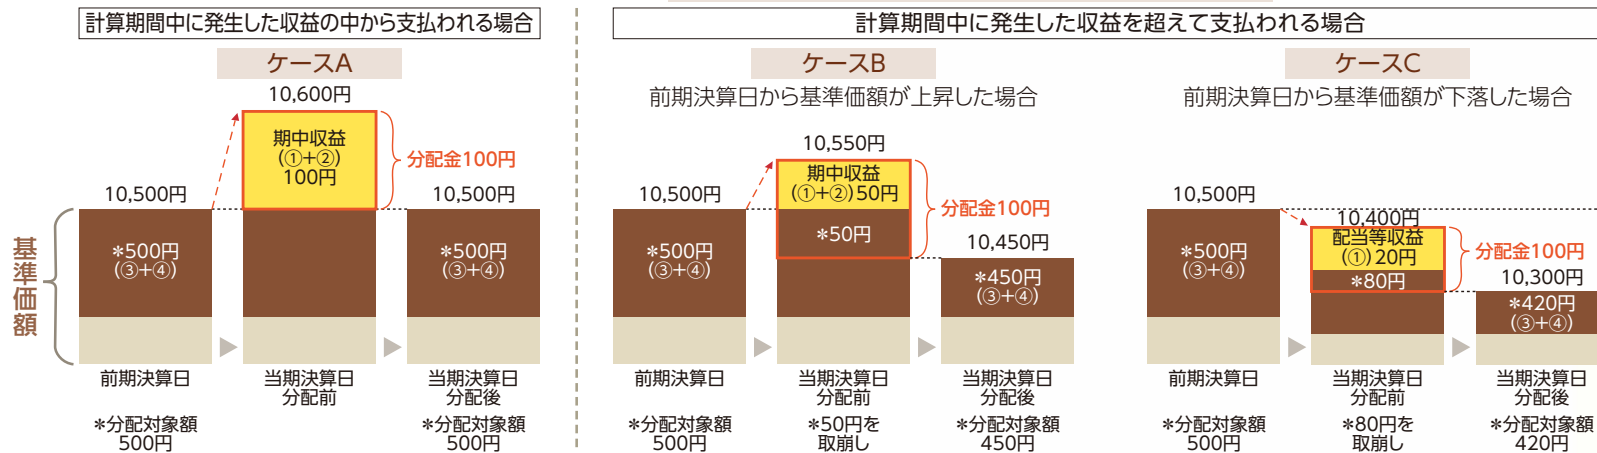 計算期間中に発生した収益の中から支払われる場合
ケースA
10,600円
期中収益
(①+②)
100円
分配金100円
10,500円
10,500円
*500円
(③+④)
*500円
(③+④)
基準価額
前期決算日
当期決算日
分配前
当期決算日
分配後
*分配対象額
500円
*分配対象額
500円
計算期間中に発生した収益を超えて支払われる場合
ケースB
前期決算日から基準価額が上昇した場合
10,550円
期中収益
(①+②)50円
10,500円
分配金100円
*50円
10,450円
*500円
(③+④)
*450円
(③+④)
前期決算日
当期決算日
分配前
当期決算日
分配後
*分配対象額
500円
*50円を
取崩し
*分配対象額
450円
ケースC
前期決算日から基準価額が下落した場合
10,500円
10,400円
配当等収益
(①)20円
分配金100円
*80円
10,300円
*500円
(③+④)
*420円
(③+④)
前期決算日
当期決算日
分配前
当期決算日
分配後
*分配対象額
500円
*80円を
取崩し
*分配対象額
420円